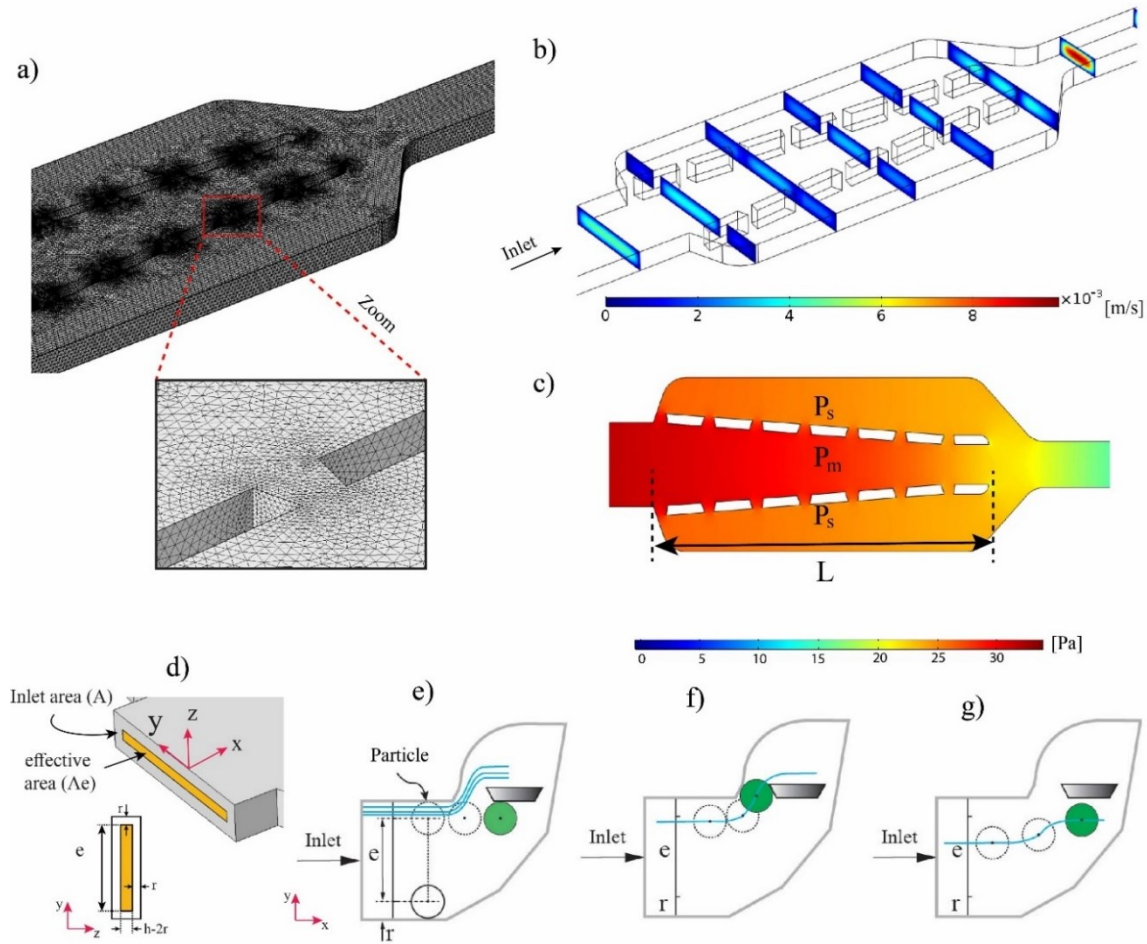 a)
Zoom
b)
Inlet
×10⁻³
0 2 4 6 8 [m/s]
c)
Ps
Pm
Ps
L
0 5 10 15 20 25 30 [Pa]
d)
Inlet area (A)
effective
area (Ae)
y z x
r
e
r
h-2r
y
z
e)
Particle
Inlet
e
r
y
x
f)
Inlet
e
r
g)
Inlet
e
r